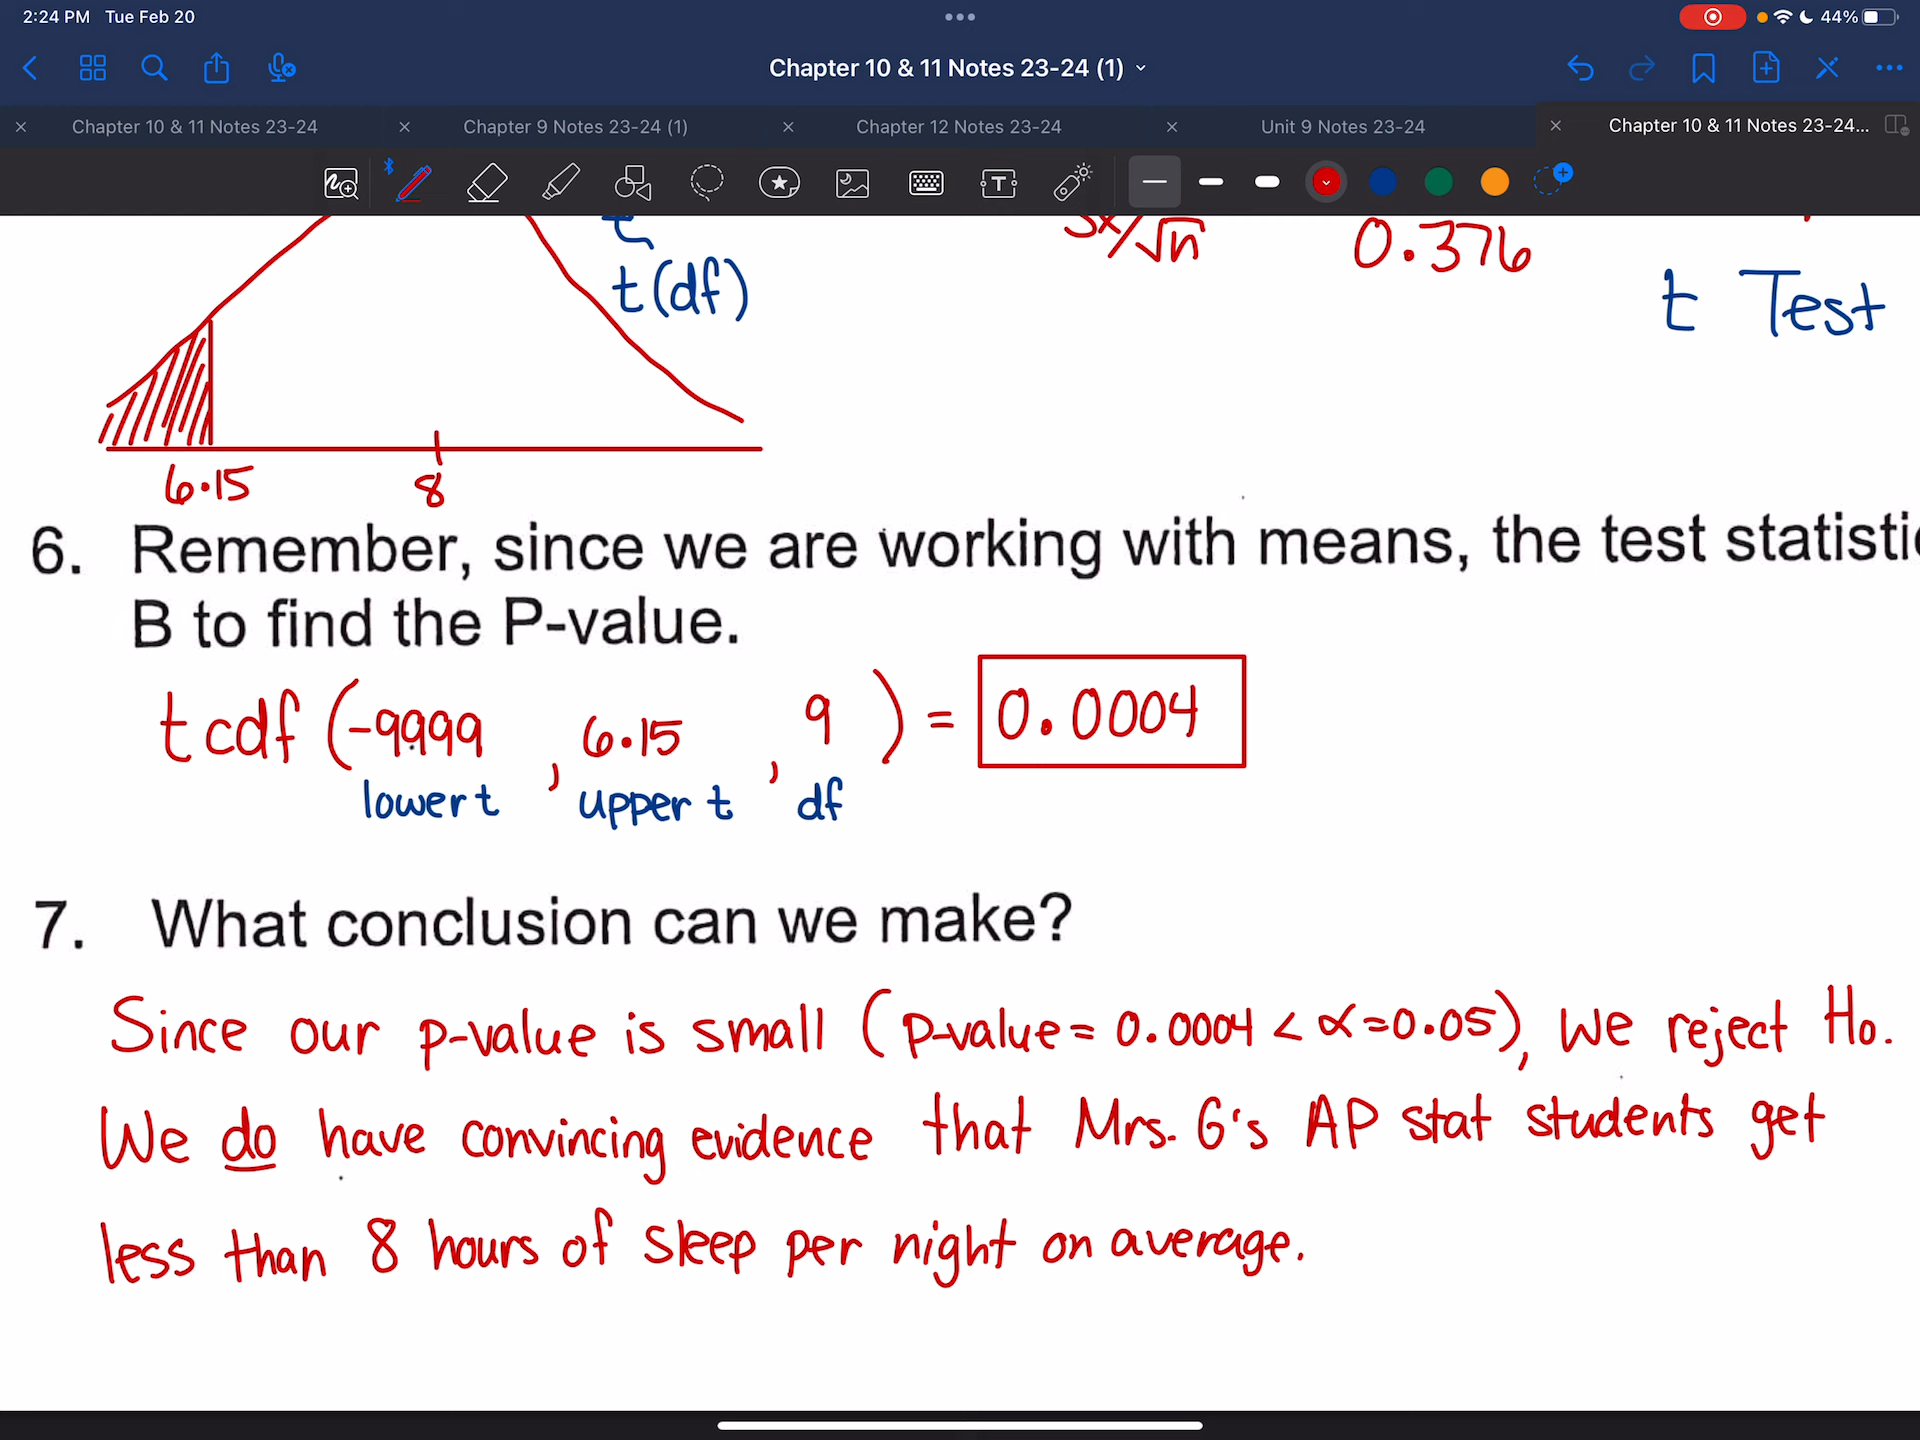 2:24 PM Tue Feb 20
44%
Chapter 10 & 11 Notes 23-24 (1)
Chapter 10 & 11 Notes 23-24
Chapter 9 Notes 23-24 (1)
Chapter 12 Notes 23-24
Unit 9 Notes 23-24
Chapter 10 & 11 Notes 23-24...
√n
0.376
t(df)
t Test
6.15
8
6. Remember, since we are working with means, the test statisti
B to find the P-value.
tcdf (-9999, 6.15, 9) = 0.0004
lower t upper t df
7. What conclusion can we make?
Since our p-value is small (p-value = 0.0004 < α = 0.05), we reject Ho.
We do have convincing evidence that Mrs. G's AP stat students get
less than 8 hours of sleep per night on average.